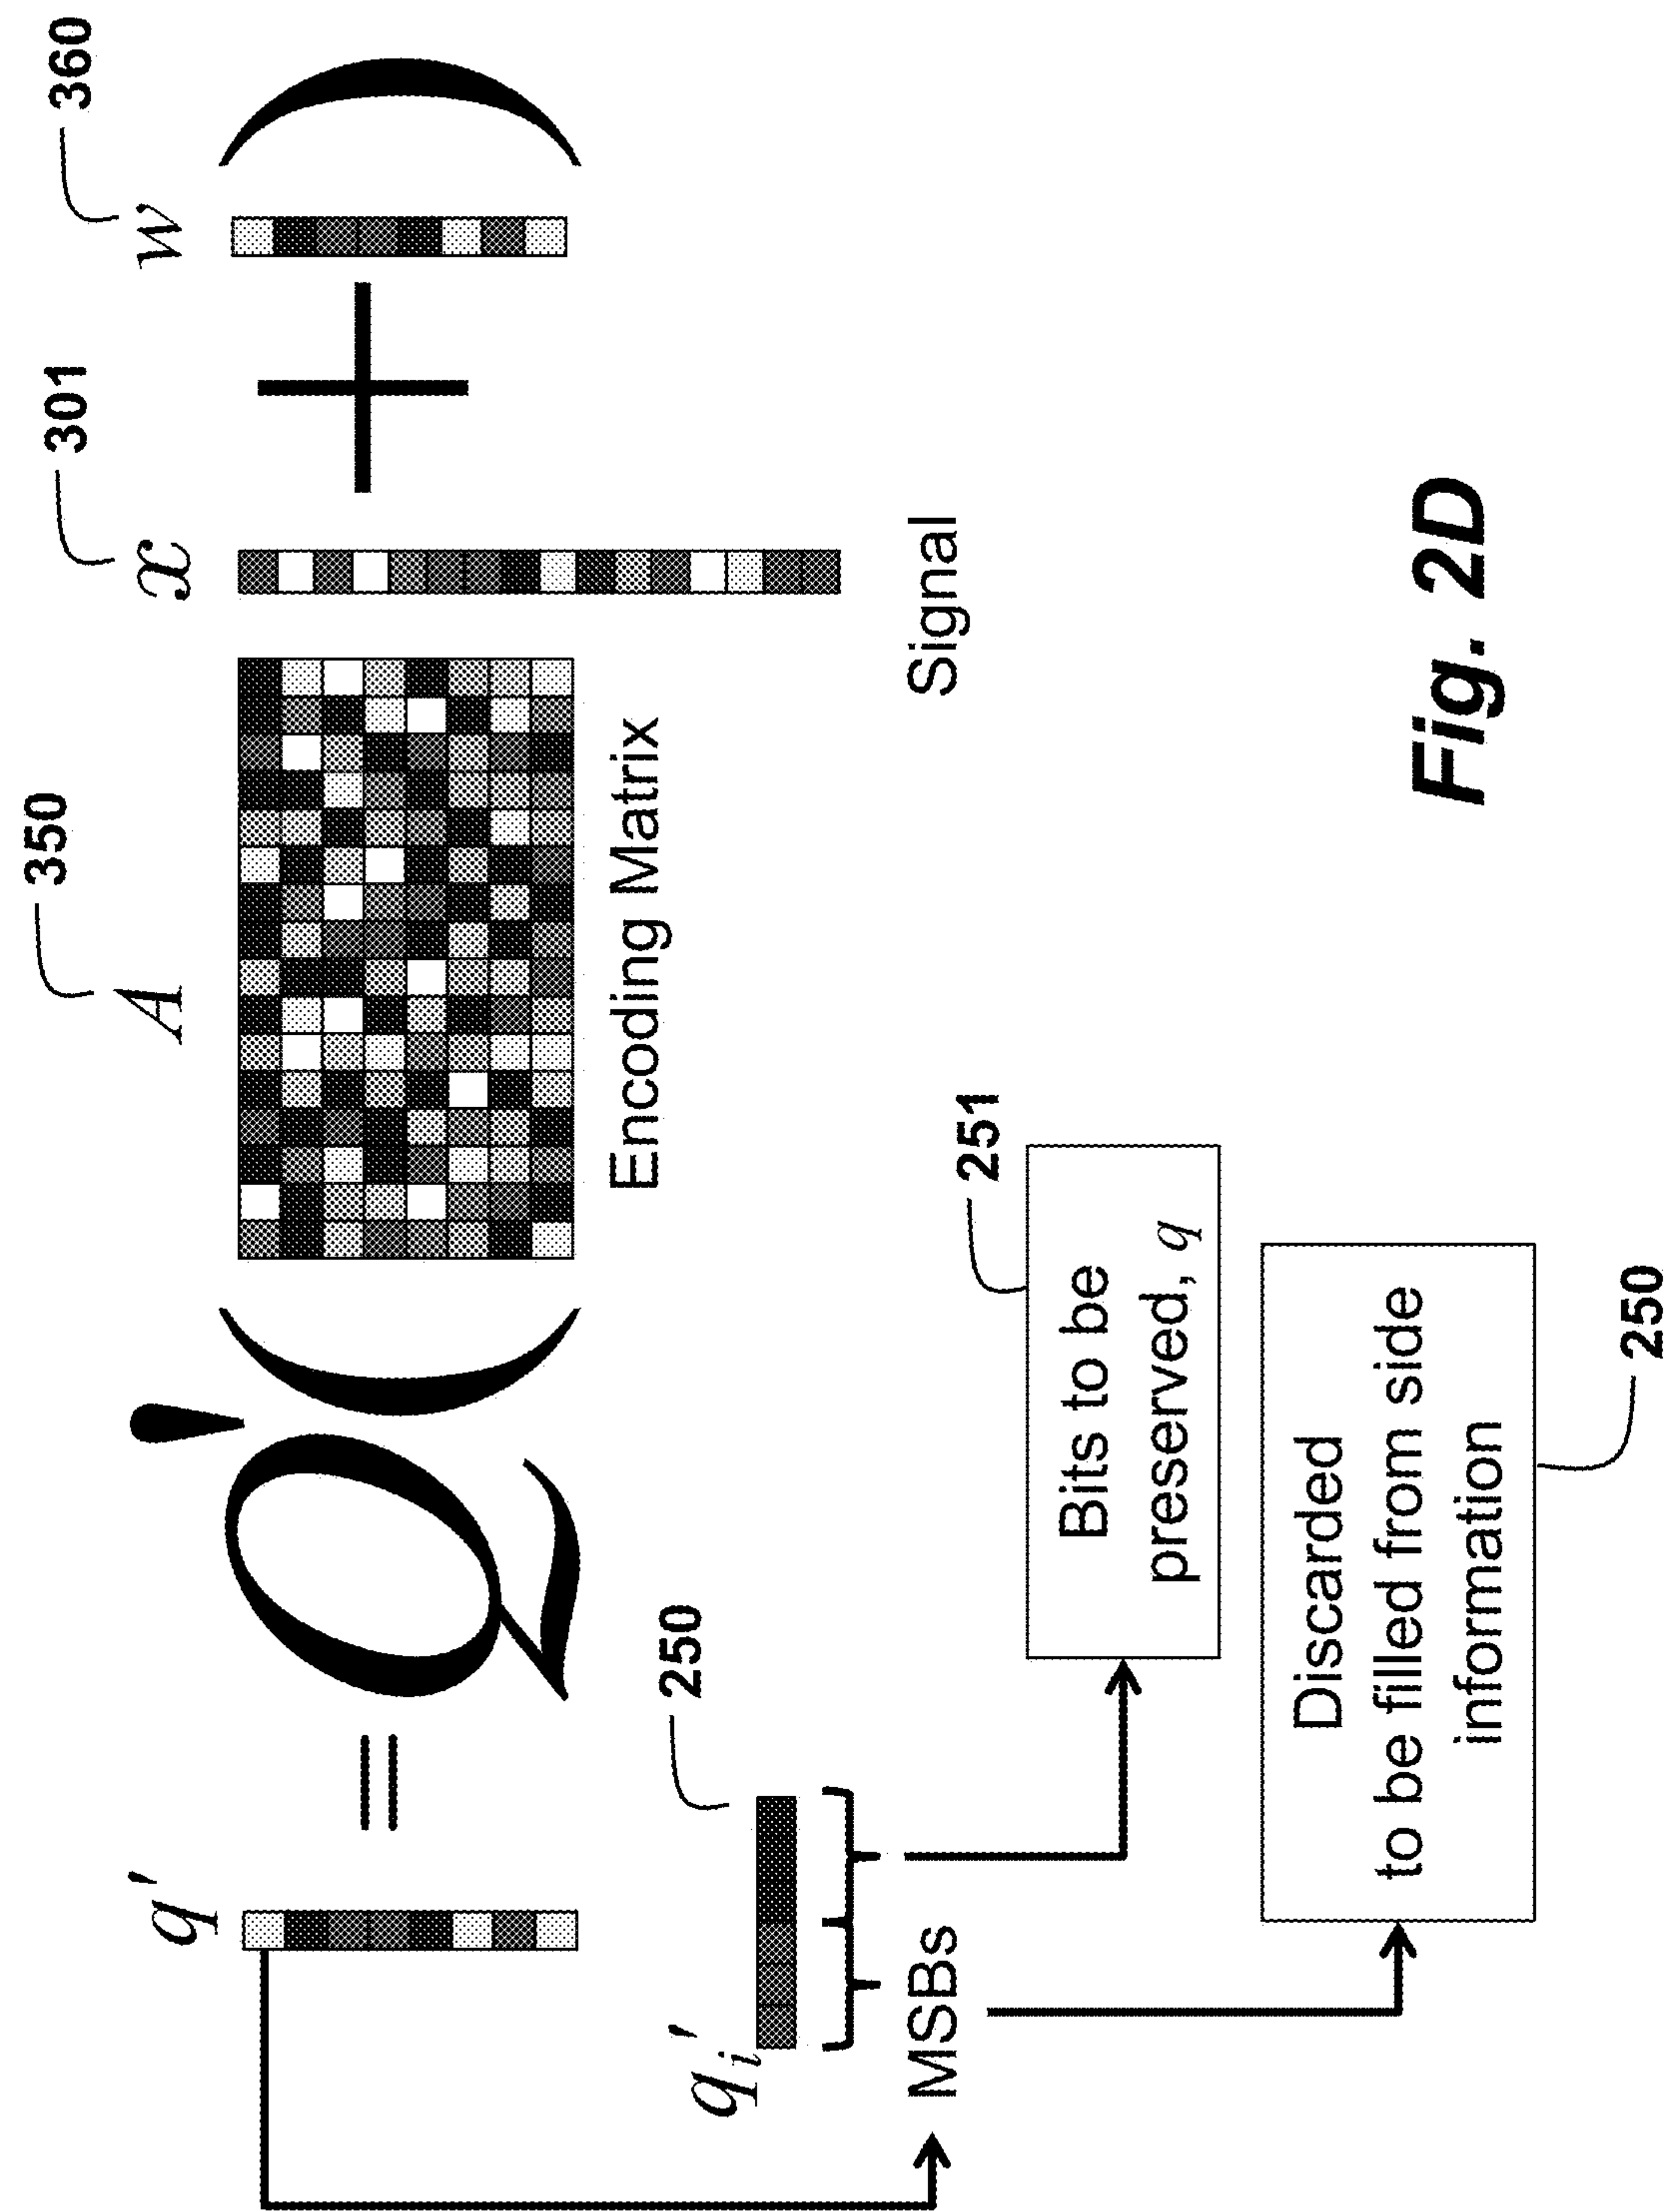 350
301
360
q′ = Q′( A x + w )
Encoding Matrix
Signal
250
q_i′
MSBs
251
Bits to be
preserved, q
Discarded
to be filled from side
information
250
Fig. 2D